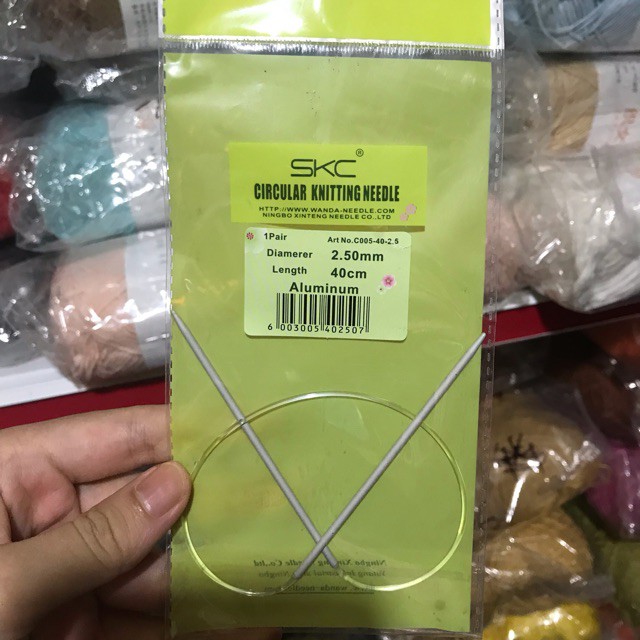 SKC®
CIRCULAR KNITTING NEEDLE
HTTP://WWW.WANDA-NEEDLE.COM
NINGBO XINTENG NEEDLE CO.,LTD
1Pair Art No.C005-40-2.5
Diamerer 2.50mm
Length 40cm
Aluminum
6 003005 402507